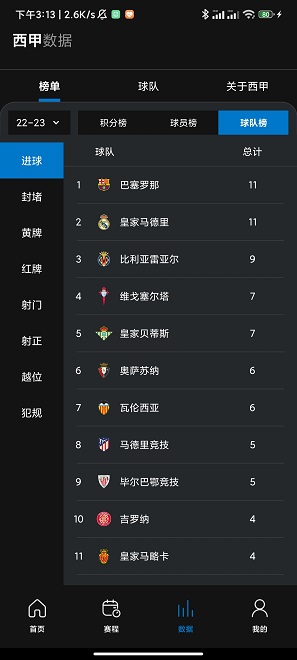 下午3:13 | 2.6K/s
80
西甲数据
榜单 球队 关于西甲
22-23 积分榜 球员榜 球队榜
进球 球队 总计
封堵
黄牌
红牌
射门
射正
越位
犯规
1 巴塞罗那 11
2 皇家马德里 11
3 比利亚雷亚尔 9
4 维戈塞尔塔 7
5 皇家贝蒂斯 7
6 奥萨苏纳 6
7 瓦伦西亚 6
8 马德里竞技 5
9 毕尔巴鄂竞技 5
10 吉罗纳 4
11 皇家马略卡 4
首页 赛程 数据 我的